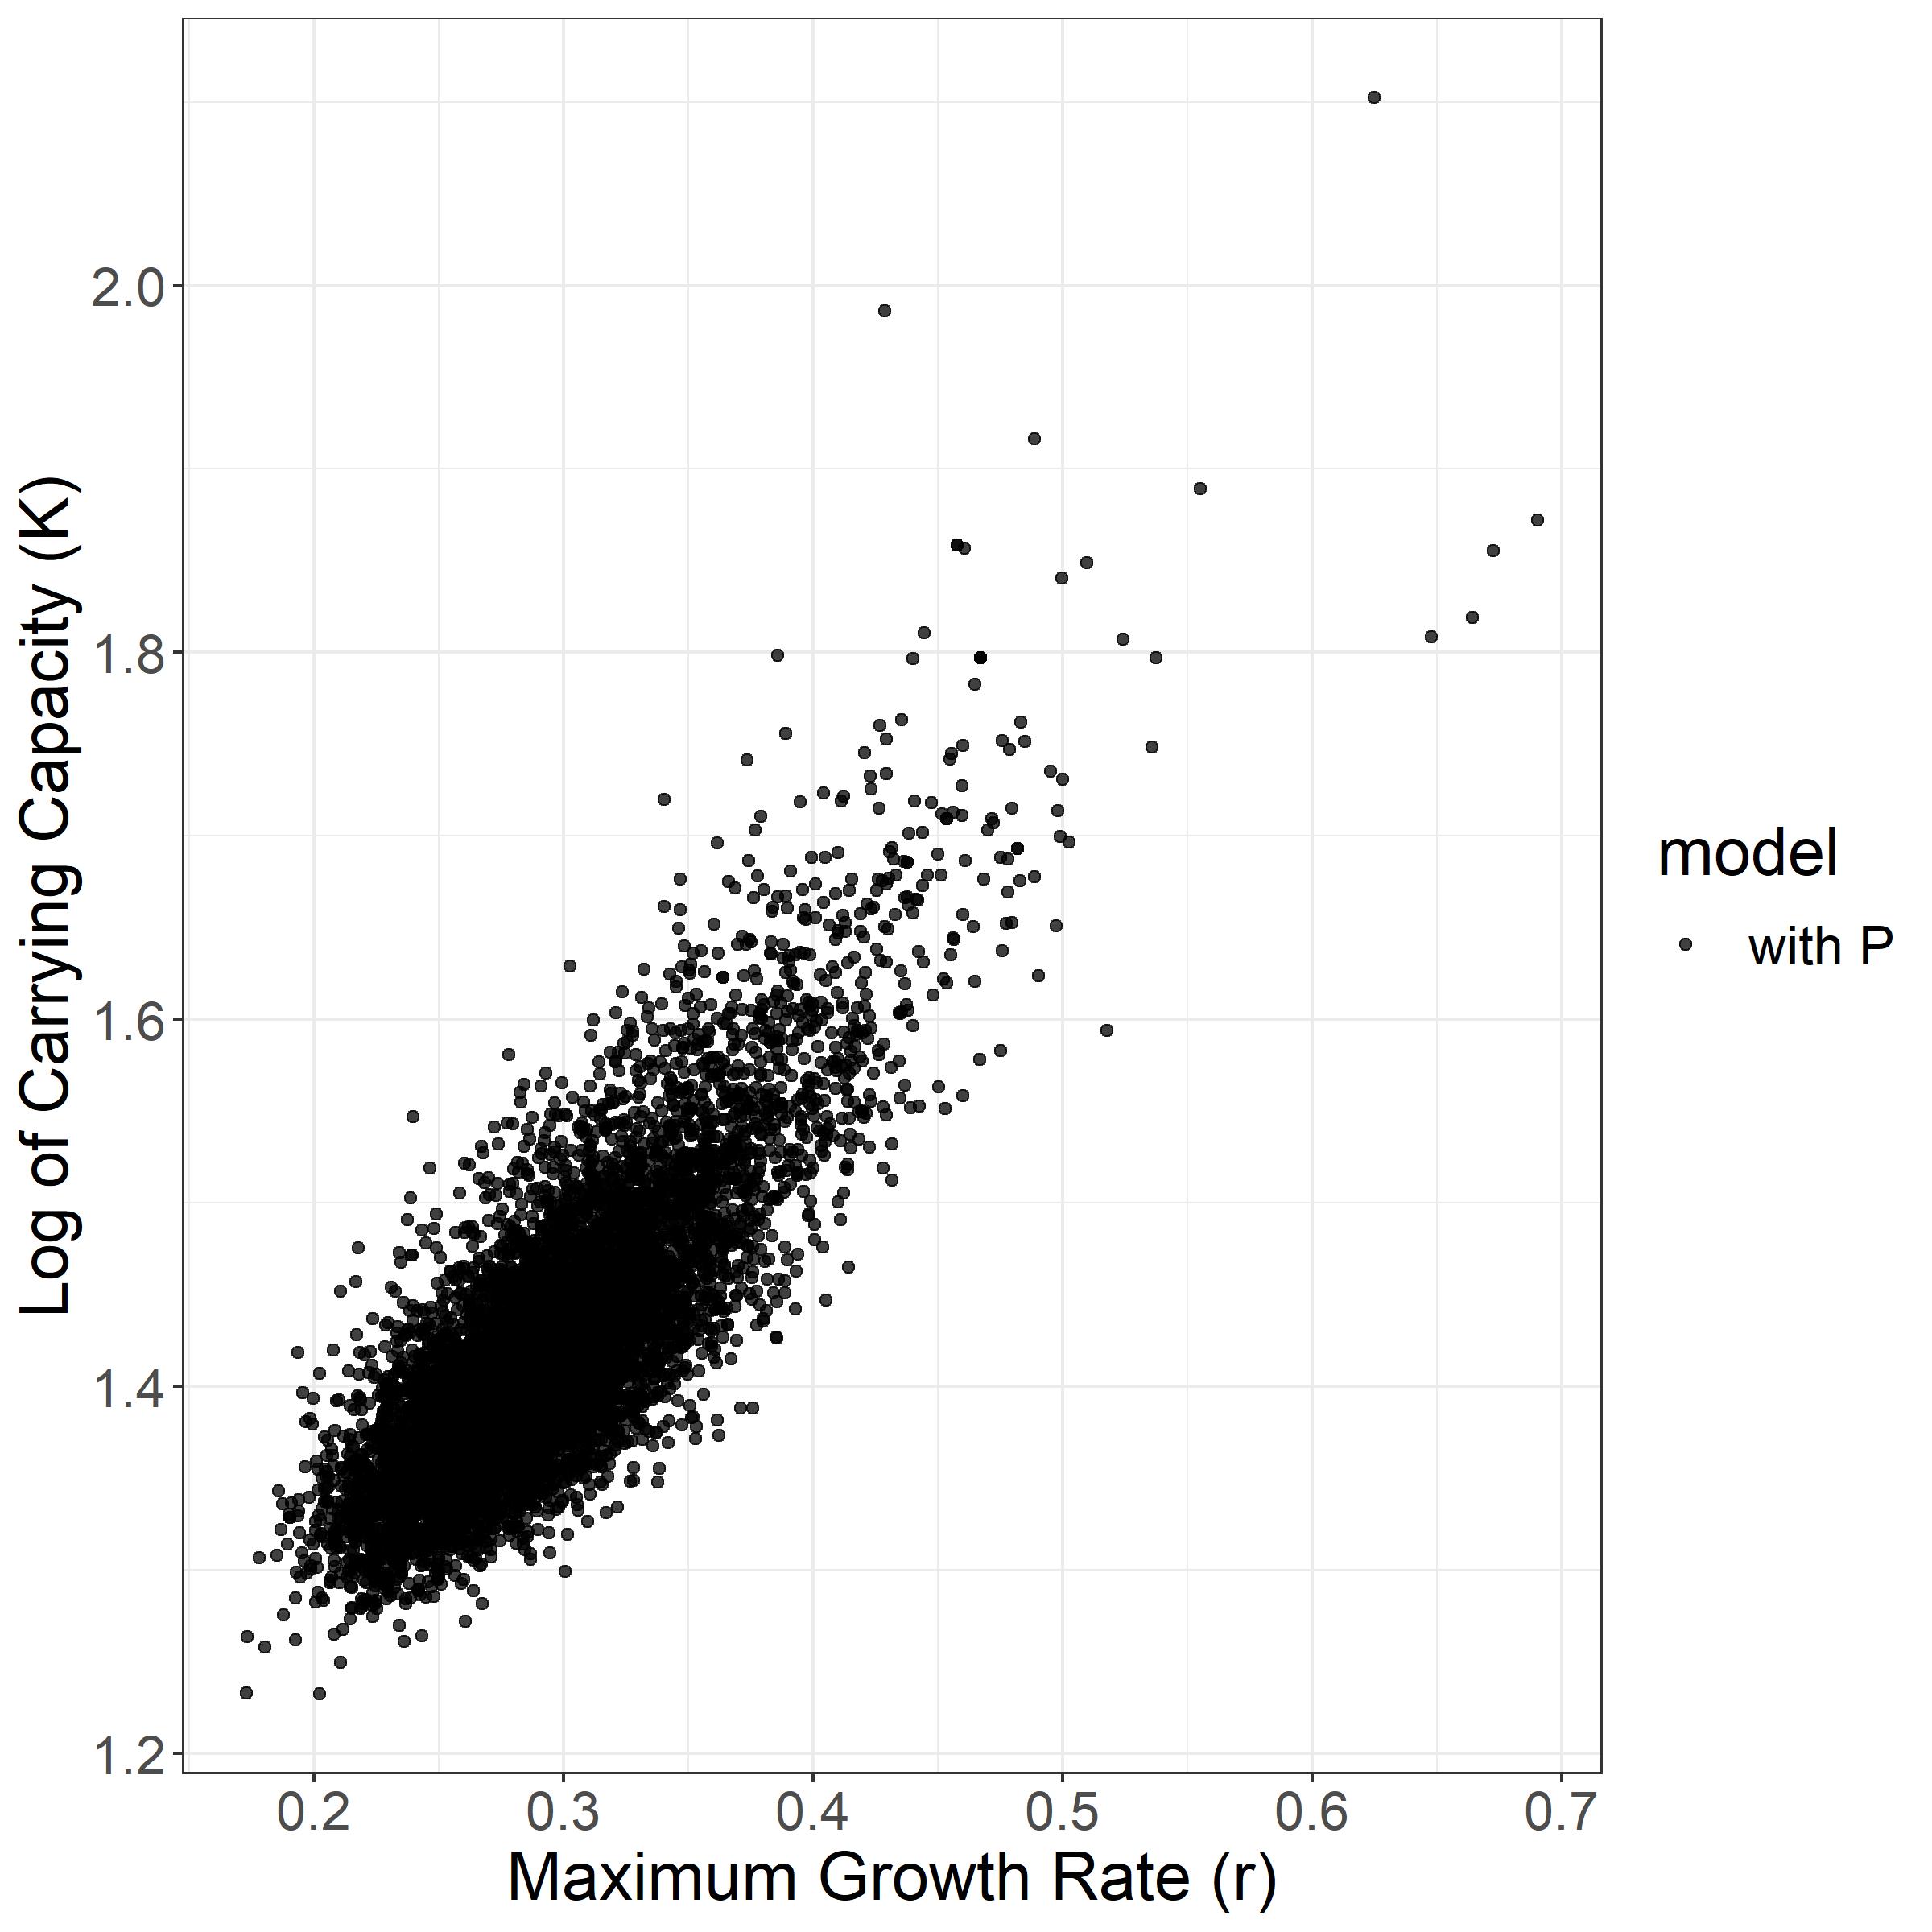 Log of Carrying Capacity (K)
2.0
1.8
1.6
1.4
1.2
0.2 0.3 0.4 0.5 0.6 0.7
Maximum Growth Rate (r)
model
with P